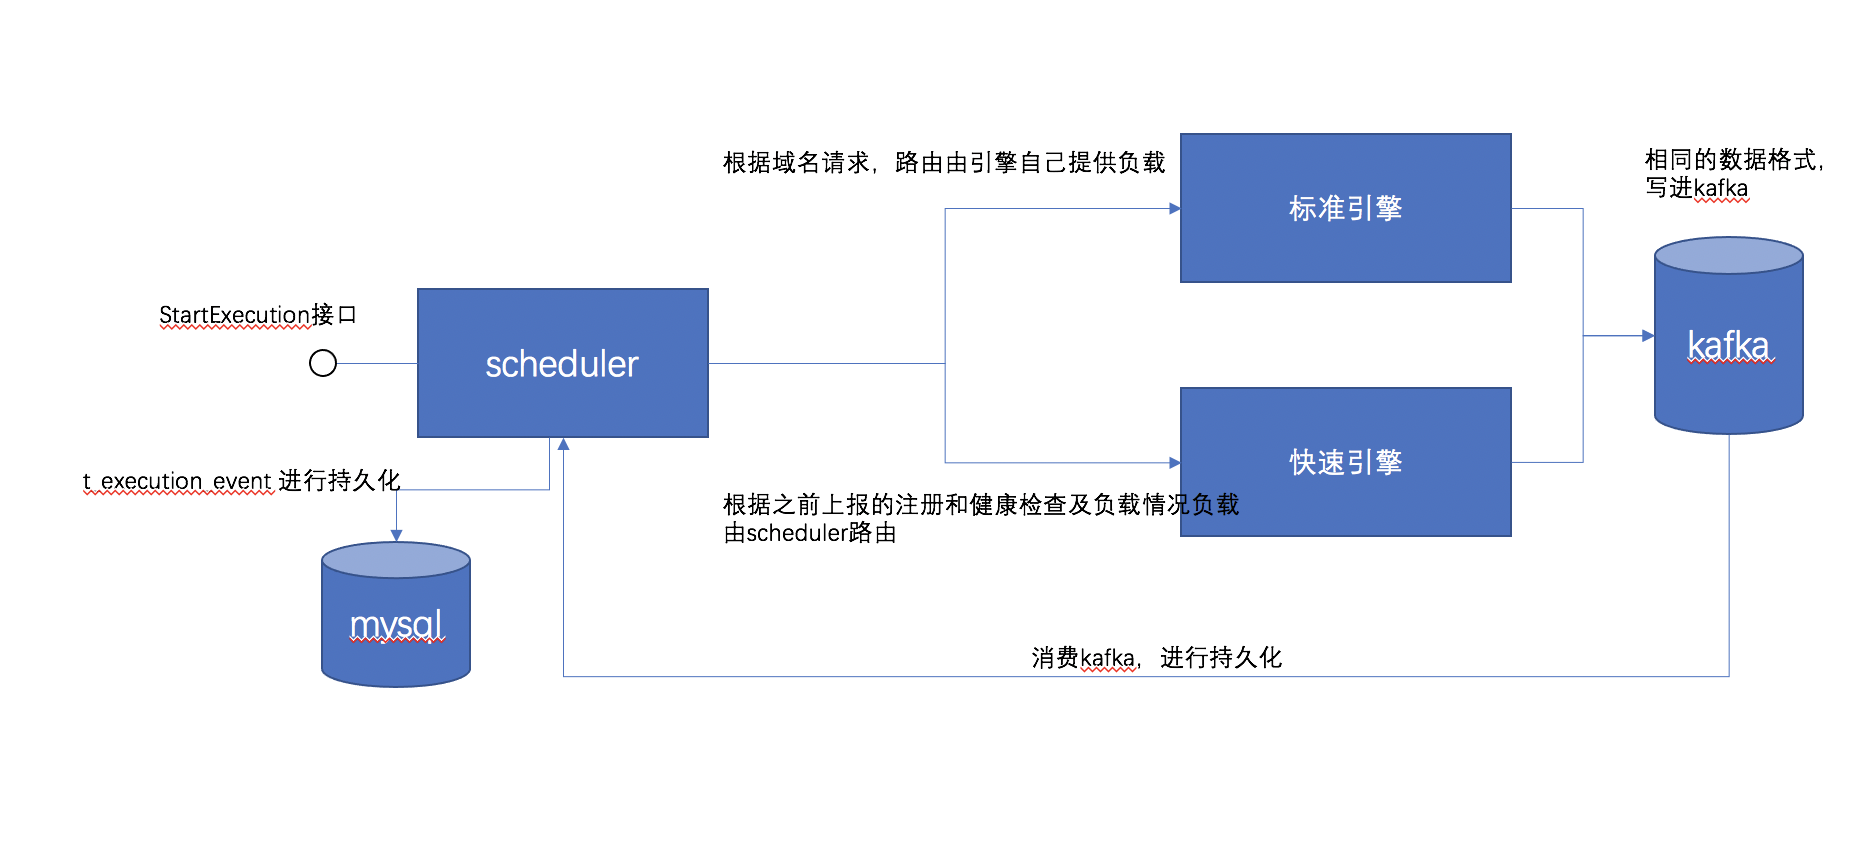 根据域名请求，路由由引擎自己提供负载
标准引擎
相同的数据格式，
写进kafka
StartExecution接口
scheduler
kafka
快速引擎
t_execution_event 进行持久化
根据之前上报的注册和健康检查及负载情况负载
由scheduler路由
mysql
消费kafka，进行持久化